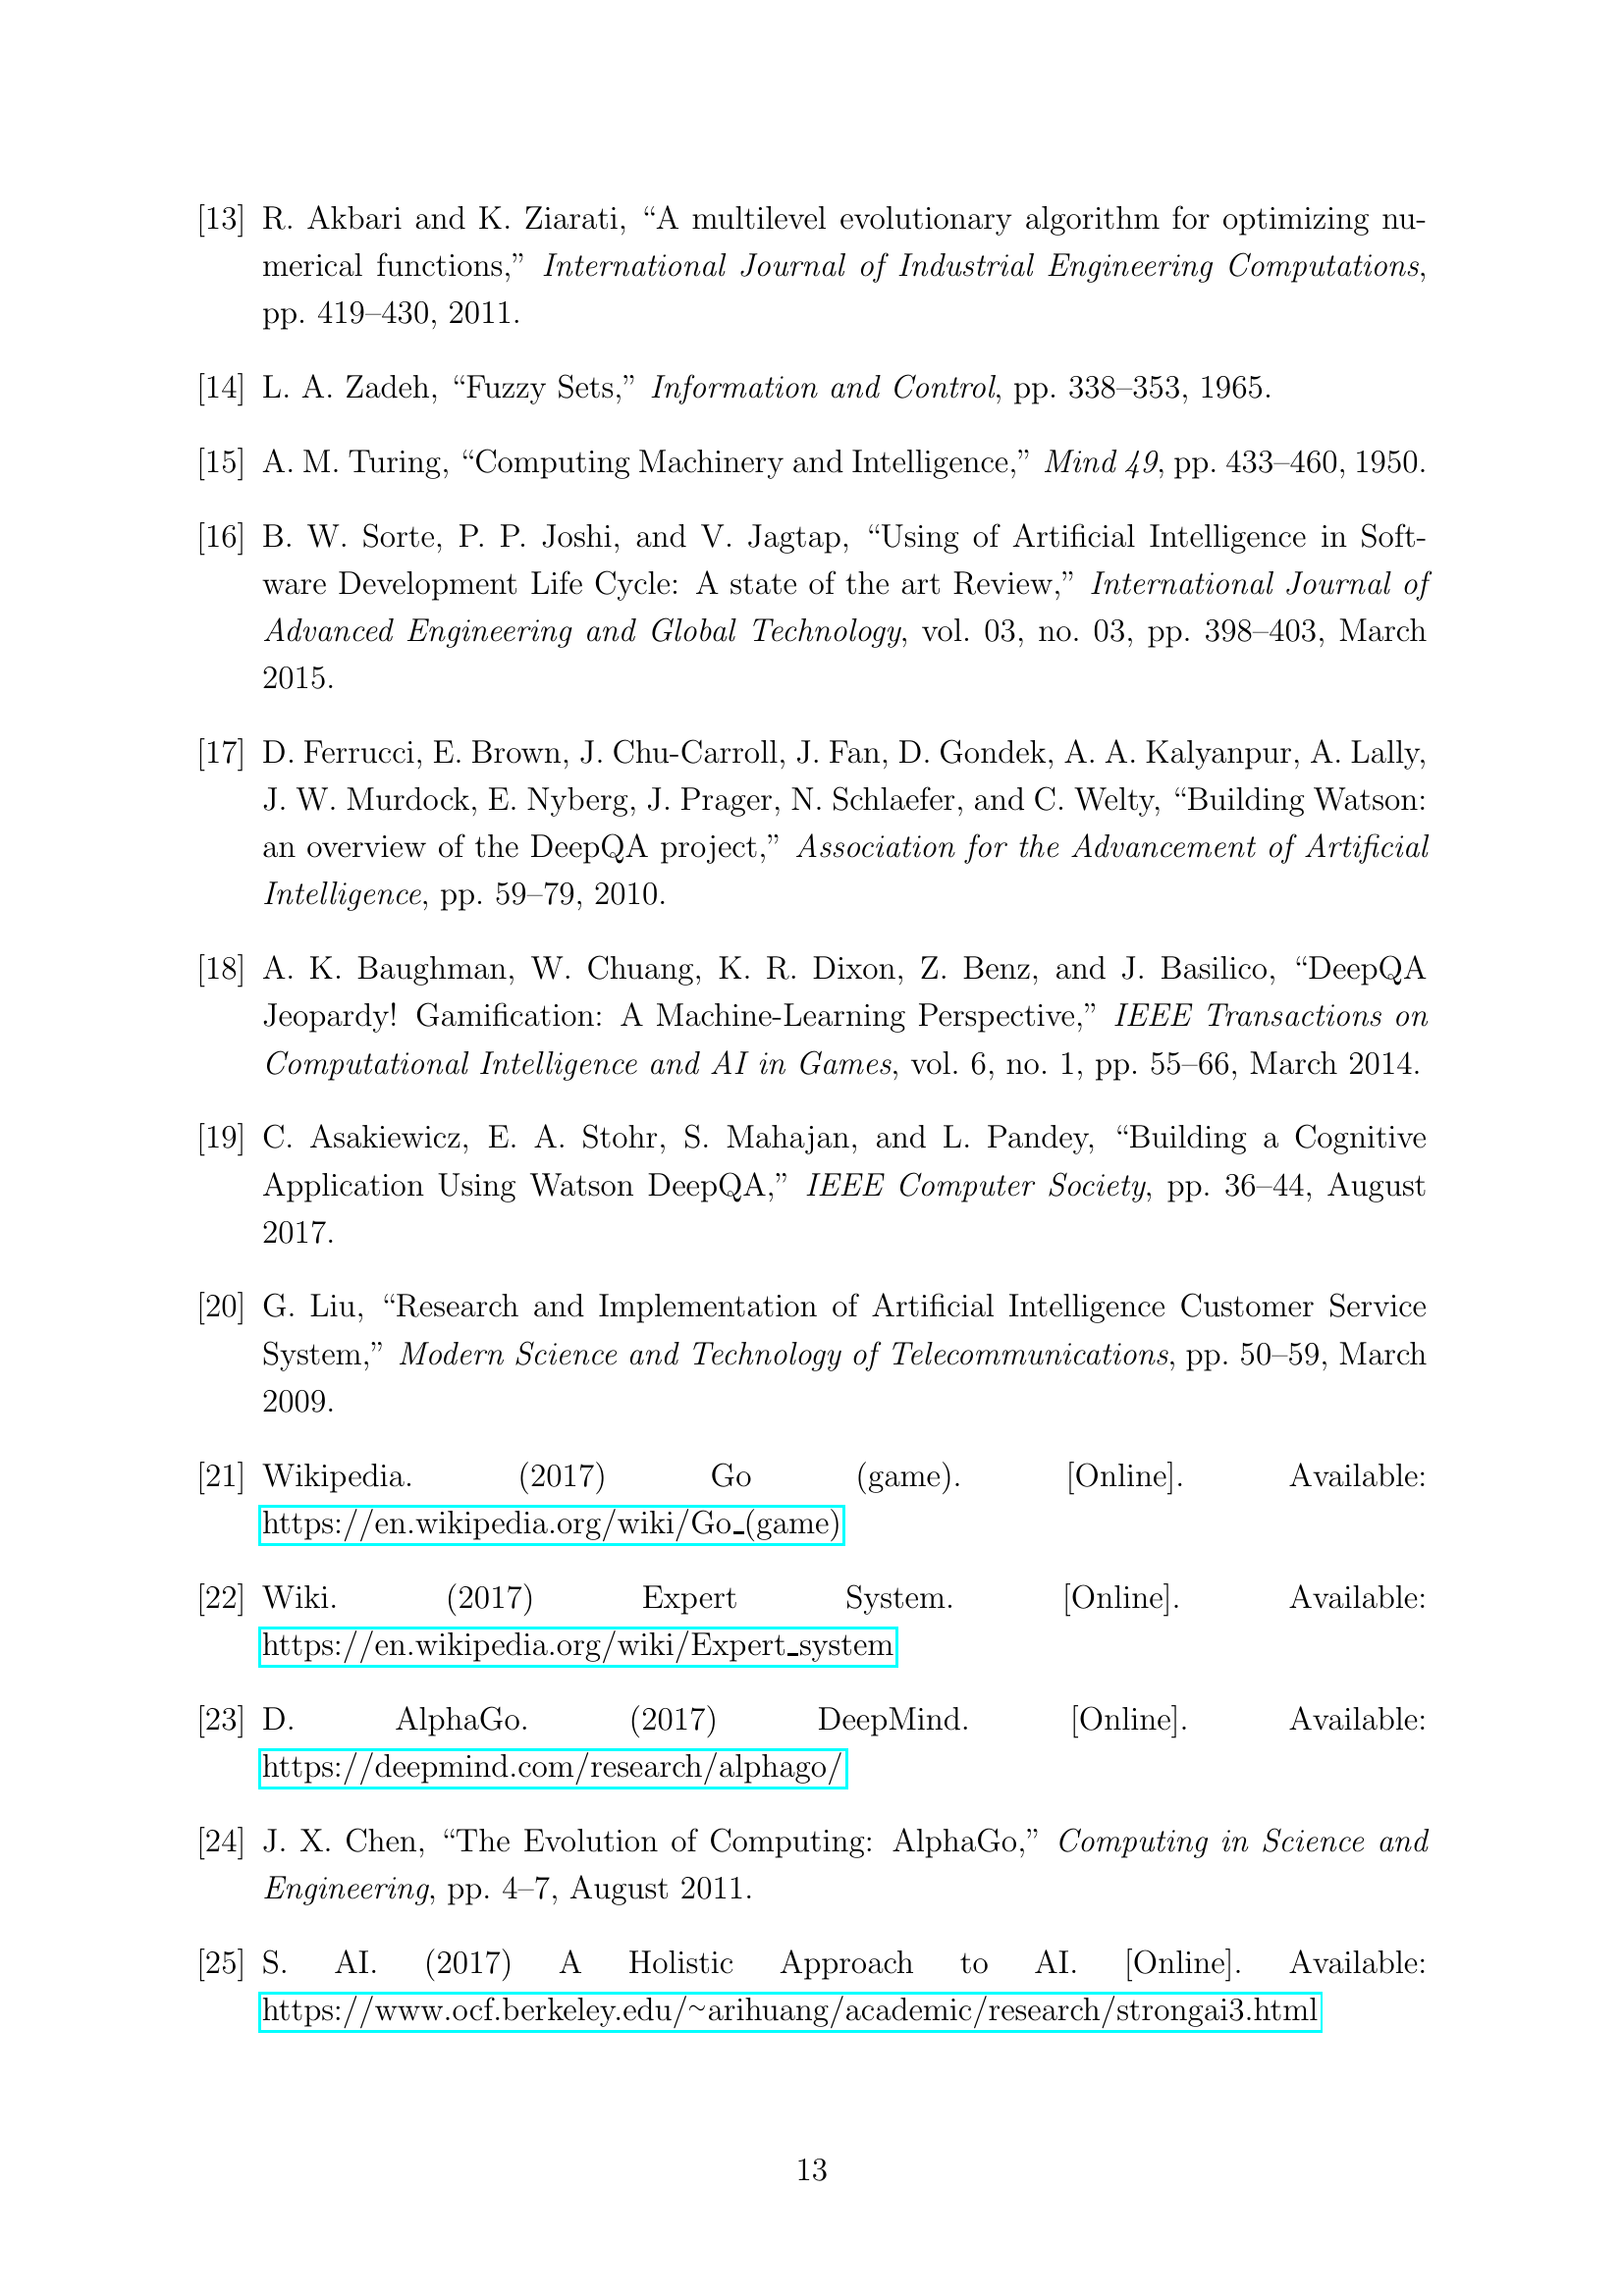 [13] R. Akbari and K. Ziarati, “A multilevel evolutionary algorithm for optimizing nu-
merical functions,” International Journal of Industrial Engineering Computations,
pp. 419–430, 2011.
[14] L. A. Zadeh, “Fuzzy Sets,” Information and Control, pp. 338–353, 1965.
[15] A. M. Turing, “Computing Machinery and Intelligence,” Mind 49, pp. 433–460, 1950.
[16] B. W. Sorte, P. P. Joshi, and V. Jagtap, “Using of Artificial Intelligence in Soft-
ware Development Life Cycle: A state of the art Review,” International Journal of
Advanced Engineering and Global Technology, vol. 03, no. 03, pp. 398–403, March
2015.
[17] D. Ferrucci, E. Brown, J. Chu-Carroll, J. Fan, D. Gondek, A. A. Kalyanpur, A. Lally,
J. W. Murdock, E. Nyberg, J. Prager, N. Schlaefer, and C. Welty, “Building Watson:
an overview of the DeepQA project,” Association for the Advancement of Artificial
Intelligence, pp. 59–79, 2010.
[18] A. K. Baughman, W. Chuang, K. R. Dixon, Z. Benz, and J. Basilico, “DeepQA
Jeopardy! Gamification: A Machine-Learning Perspective,” IEEE Transactions on
Computational Intelligence and AI in Games, vol. 6, no. 1, pp. 55–66, March 2014.
[19] C. Asakiewicz, E. A. Stohr, S. Mahajan, and L. Pandey, “Building a Cognitive
Application Using Watson DeepQA,” IEEE Computer Society, pp. 36–44, August
2017.
[20] G. Liu, “Research and Implementation of Artificial Intelligence Customer Service
System,” Modern Science and Technology of Telecommunications, pp. 50–59, March
2009.
[21] Wikipedia. (2017) Go (game). [Online]. Available:
https://en.wikipedia.org/wiki/Go_(game)
[22] Wiki. (2017) Expert System. [Online]. Available:
https://en.wikipedia.org/wiki/Expert_system
[23] D. AlphaGo. (2017) DeepMind. [Online]. Available:
https://deepmind.com/research/alphago/
[24] J. X. Chen, “The Evolution of Computing: AlphaGo,” Computing in Science and
Engineering, pp. 4–7, August 2011.
[25] S. AI. (2017) A Holistic Approach to AI. [Online]. Available:
https://www.ocf.berkeley.edu/~arihuang/academic/research/strongai3.html
13